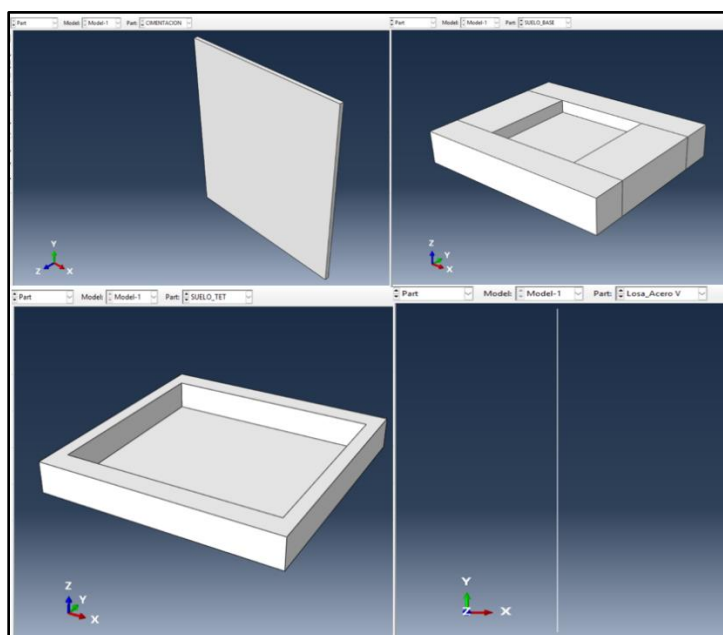 Part Model: Model-1 Part: CIMENTACION
Y
Z X
Part Model: Model-1 Part: SUELO_BASE
Z
Y
X
Part Model: Model-1 Part: SUELO_TET
Z
Y
X
Part Model: Model-1 Part: Losa_Acero V
Y
Z X